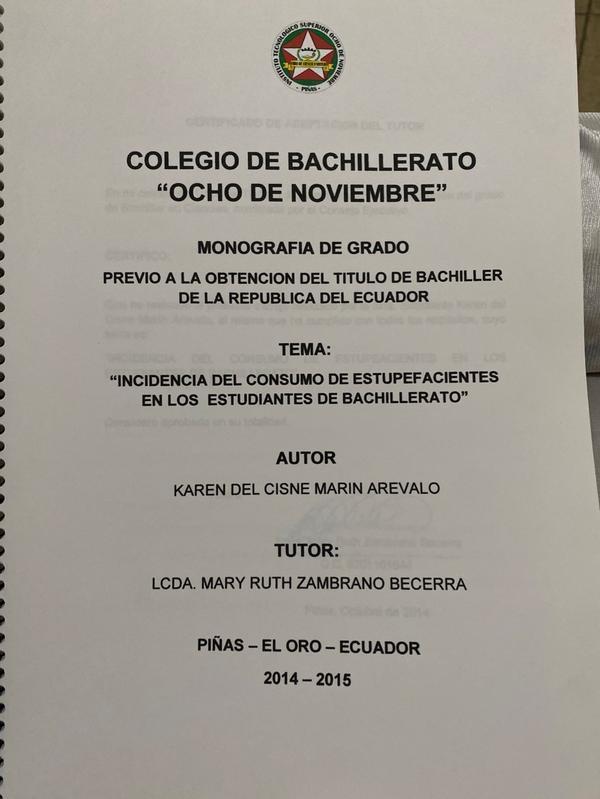 INSTITUTO TECNOLOGICO SUPERIOR OCHO DE NOVIEMBRE
- PIÑAS -
COLEGIO DE BACHILLERATO
“OCHO DE NOVIEMBRE”
MONOGRAFIA DE GRADO
PREVIO A LA OBTENCION DEL TITULO DE BACHILLER
DE LA REPUBLICA DEL ECUADOR
TEMA:
“INCIDENCIA DEL CONSUMO DE ESTUPEFACIENTES
EN LOS ESTUDIANTES DE BACHILLERATO”
AUTOR
KAREN DEL CISNE MARIN AREVALO
TUTOR:
LCDA. MARY RUTH ZAMBRANO BECERRA
PIÑAS – EL ORO – ECUADOR
2014 – 2015